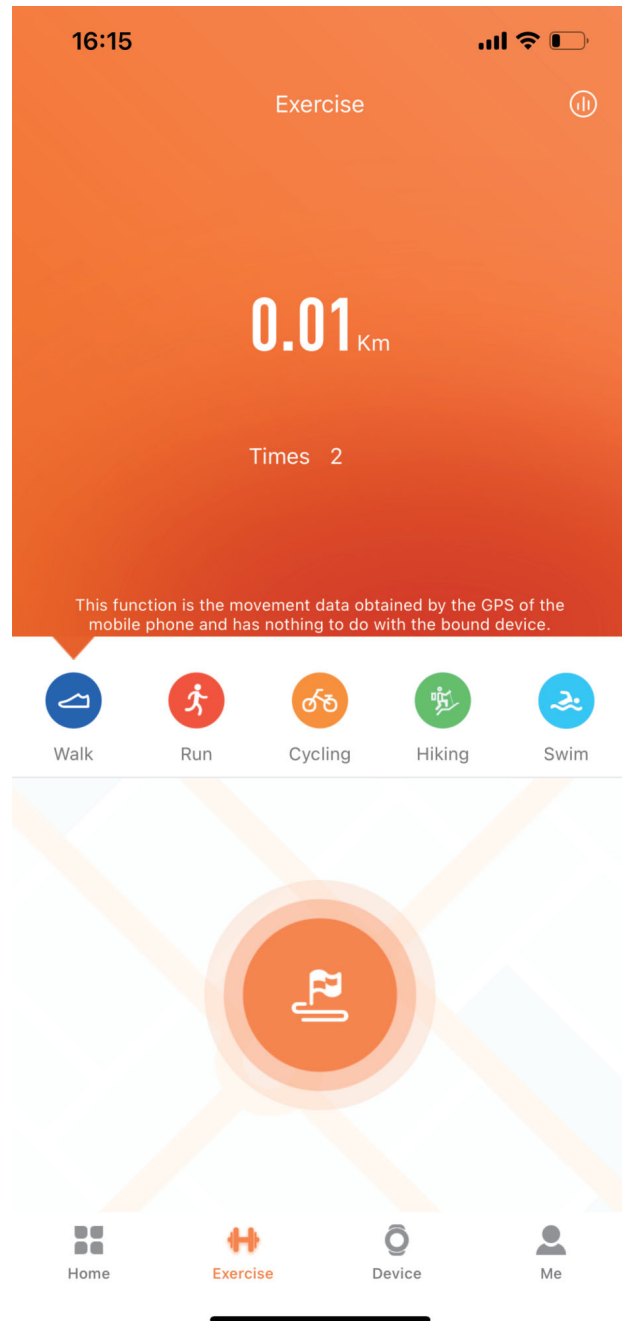 16:15
Exercise
0.01 Km
Times 2
This function is the movement data obtained by the GPS of the
mobile phone and has nothing to do with the bound device.
Walk Run Cycling Hiking Swim
Home Exercise Device Me